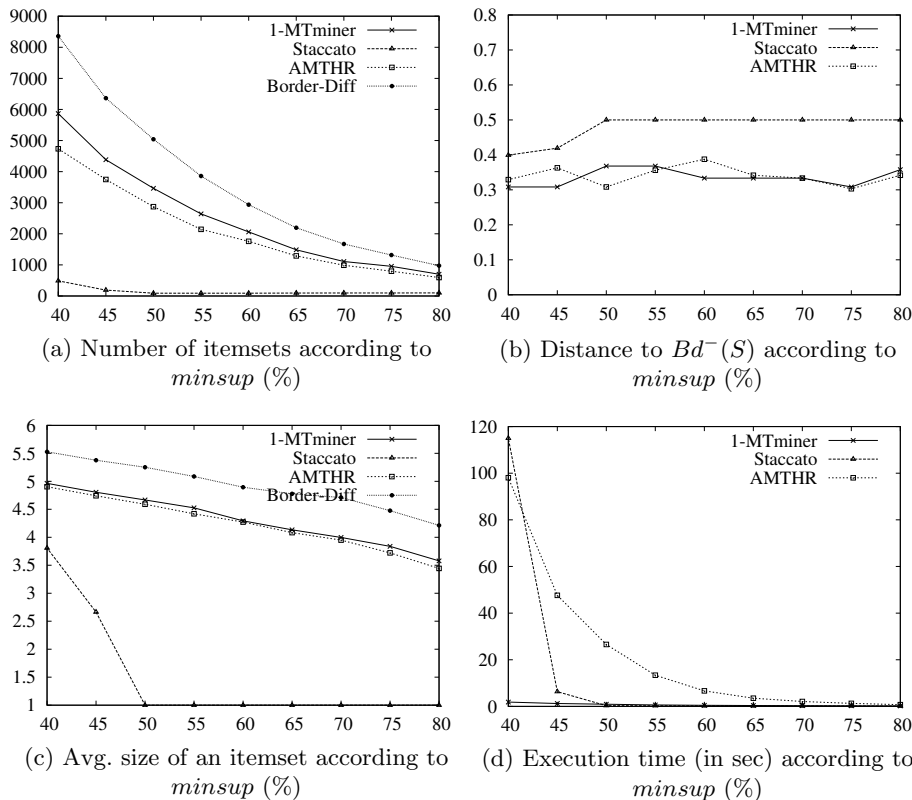 1-MTminer
Staccato
AMTHR
Border-Diff
9000
8000
7000
6000
5000
4000
3000
2000
1000
0
40 45 50 55 60 65 70 75 80
(a) Number of itemsets according to
minsup (%)
1-MTminer
Staccato
AMTHR
0.8
0.7
0.6
0.5
0.4
0.3
0.2
0.1
0
40 45 50 55 60 65 70 75 80
(b) Distance to Bd⁻(S) according to
minsup (%)
1-MTminer
Staccato
AMTHR
Border-Diff
6
5.5
5
4.5
4
3.5
3
2.5
2
1.5
1
40 45 50 55 60 65 70 75 80
(c) Avg. size of an itemset according to
minsup (%)
1-MTminer
Staccato
AMTHR
120
100
80
60
40
20
0
40 45 50 55 60 65 70 75 80
(d) Execution time (in sec) according to
minsup (%)